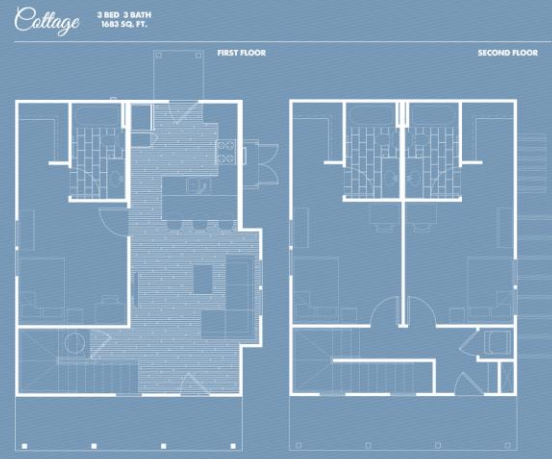 Cottage
3 BED 3 BATH
1683 SQ. FT.
FIRST FLOOR
SECOND FLOOR